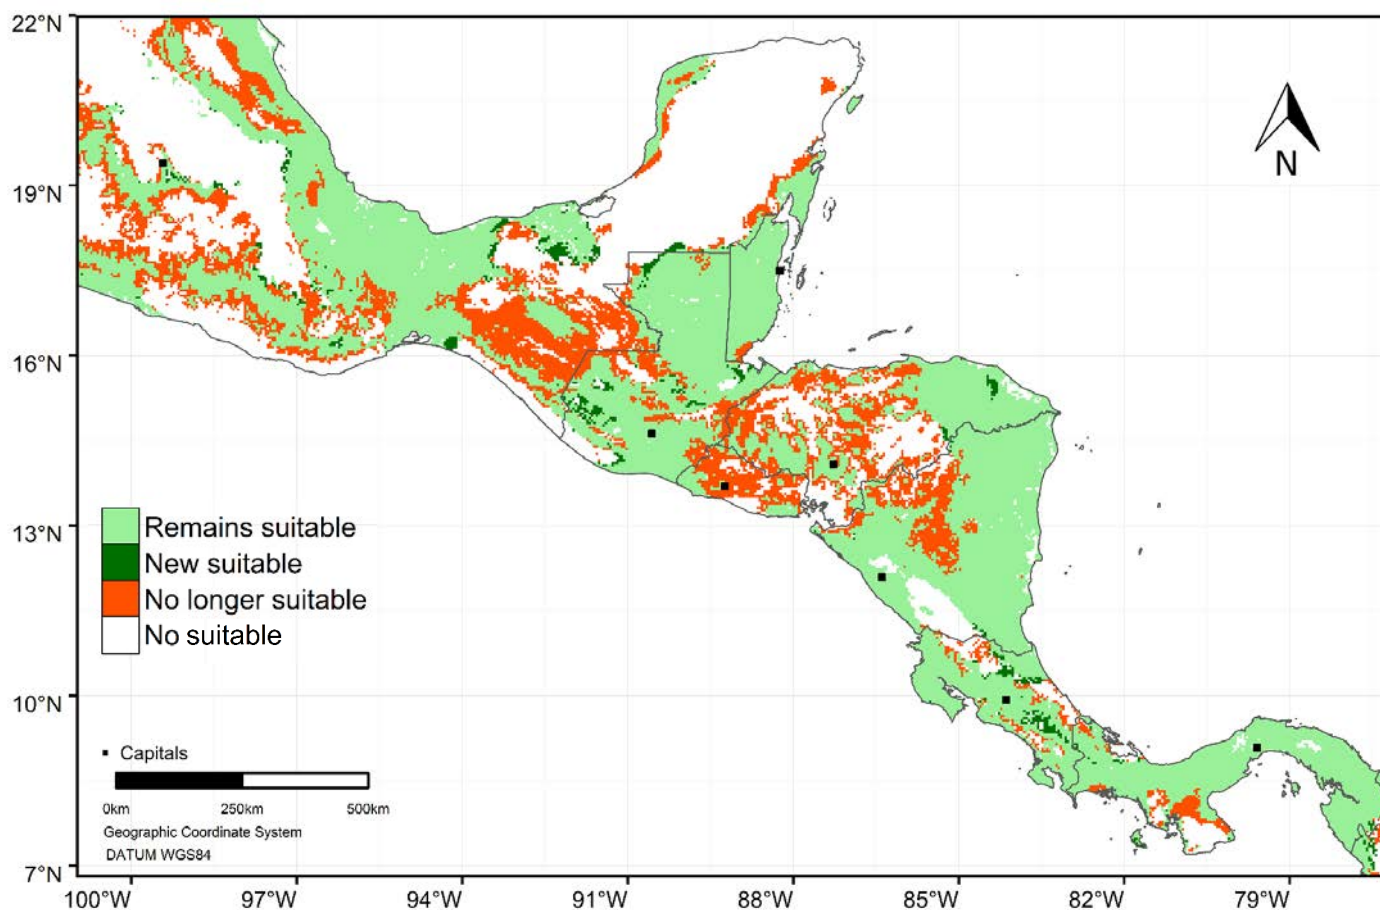 22°N
19°N
16°N
13°N
10°N
7°N
N
Remains suitable
New suitable
No longer suitable
No suitable
Capitals
0km 250km 500km
Geographic Coordinate System
DATUM WGS84
100°W 97°W 94°W 91°W 88°W 85°W 82°W 79°W